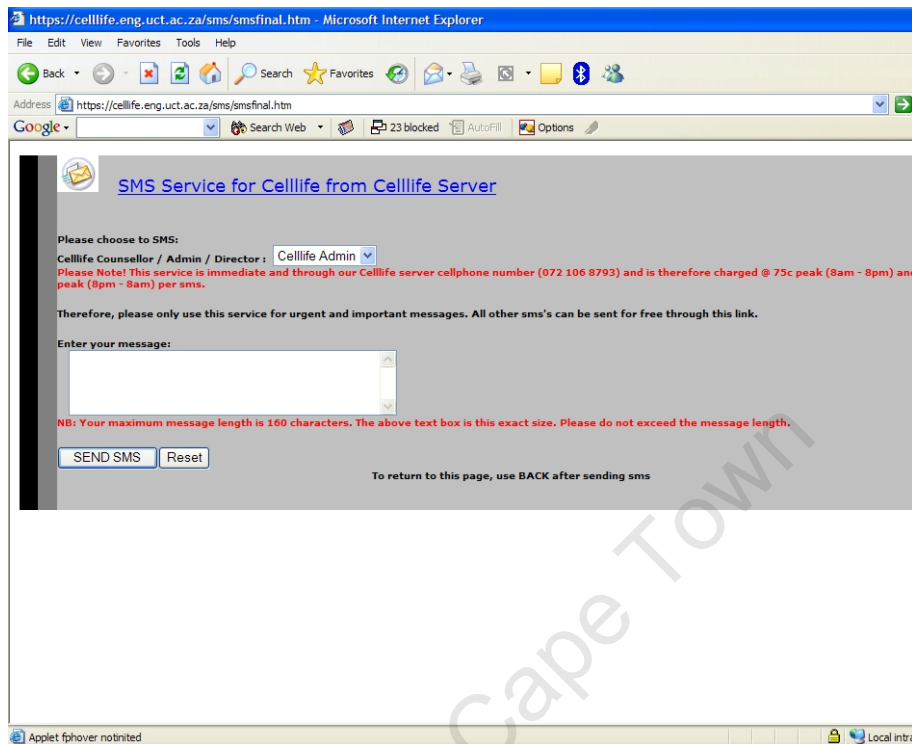 https://celllife.eng.uct.ac.za/sms/smsfinal.htm - Microsoft Internet Explorer
File Edit View Favorites Tools Help
Back Search Favorites
Address https://celllife.eng.uct.ac.za/sms/smsfinal.htm
Google Search Web 23 blocked AutoFill Options
SMS Service for Celllife from Celllife Server
Please choose to SMS:
Celllife Counsellor / Admin / Director : Celllife Admin
Please Note! This service is immediate and through our Celllife server cellphone number (072 106 8793) and is therefore charged @ 75c peak (8am - 8pm) and
peak (8pm - 8am) per sms.
Therefore, please only use this service for urgent and important messages. All other sms's can be sent for free through this link.
Enter your message:
NB: Your maximum message length is 160 characters. The above text box is this exact size. Please do not exceed the message length.
SEND SMS Reset
To return to this page, use BACK after sending sms
Cape Town
Applet fphover notinited Local intra